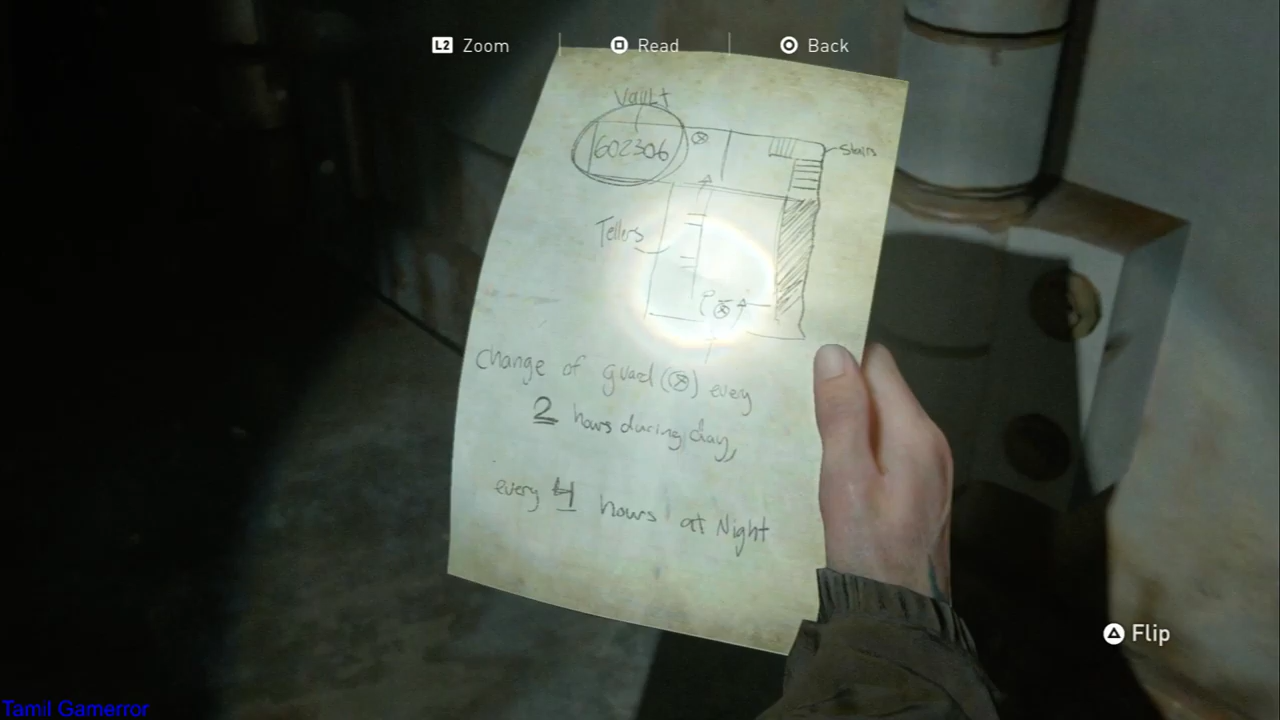 L2 Zoom
Read
Back
Vault
602306
Stairs
Tellers
Change of guard (⊗) every
2 hours during day,
every 4 hours at Night
Flip
Tamil Gamerror